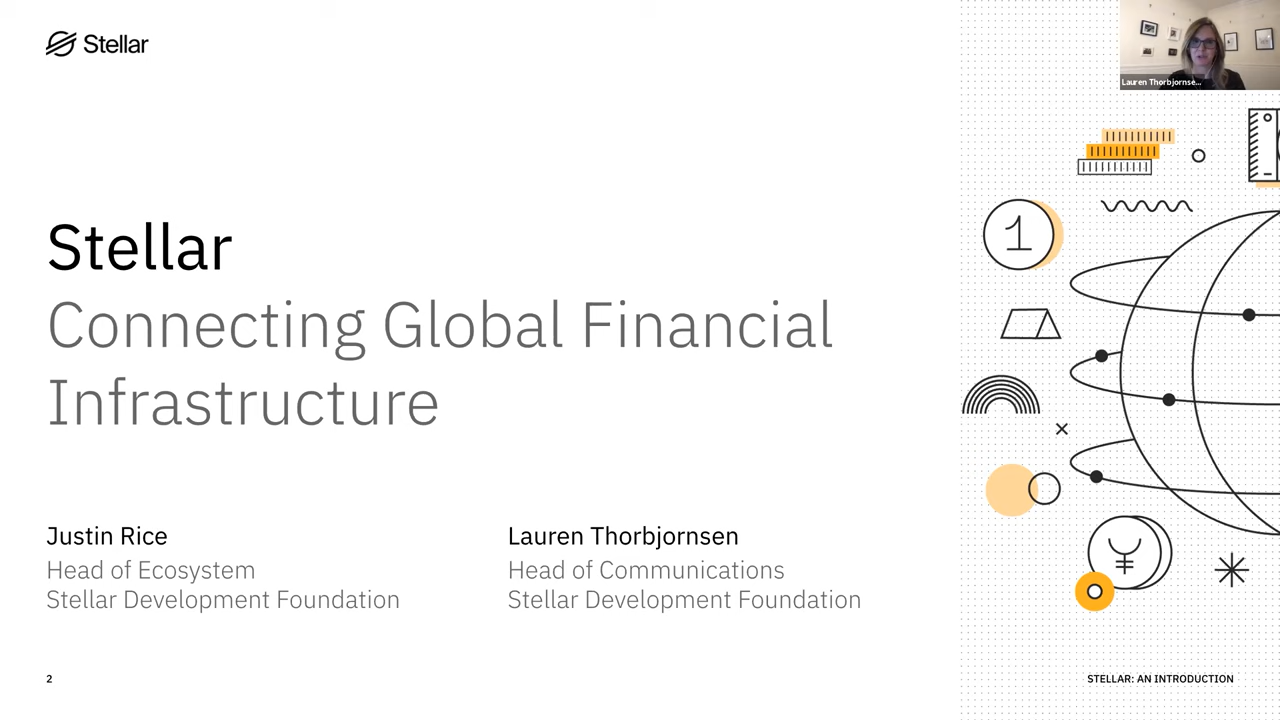 Stellar
Lauren Thorbjornse...
Stellar
Connecting Global Financial
Infrastructure
1
Justin Rice
Head of Ecosystem
Stellar Development Foundation
Lauren Thorbjornsen
Head of Communications
Stellar Development Foundation
2
STELLAR: AN INTRODUCTION